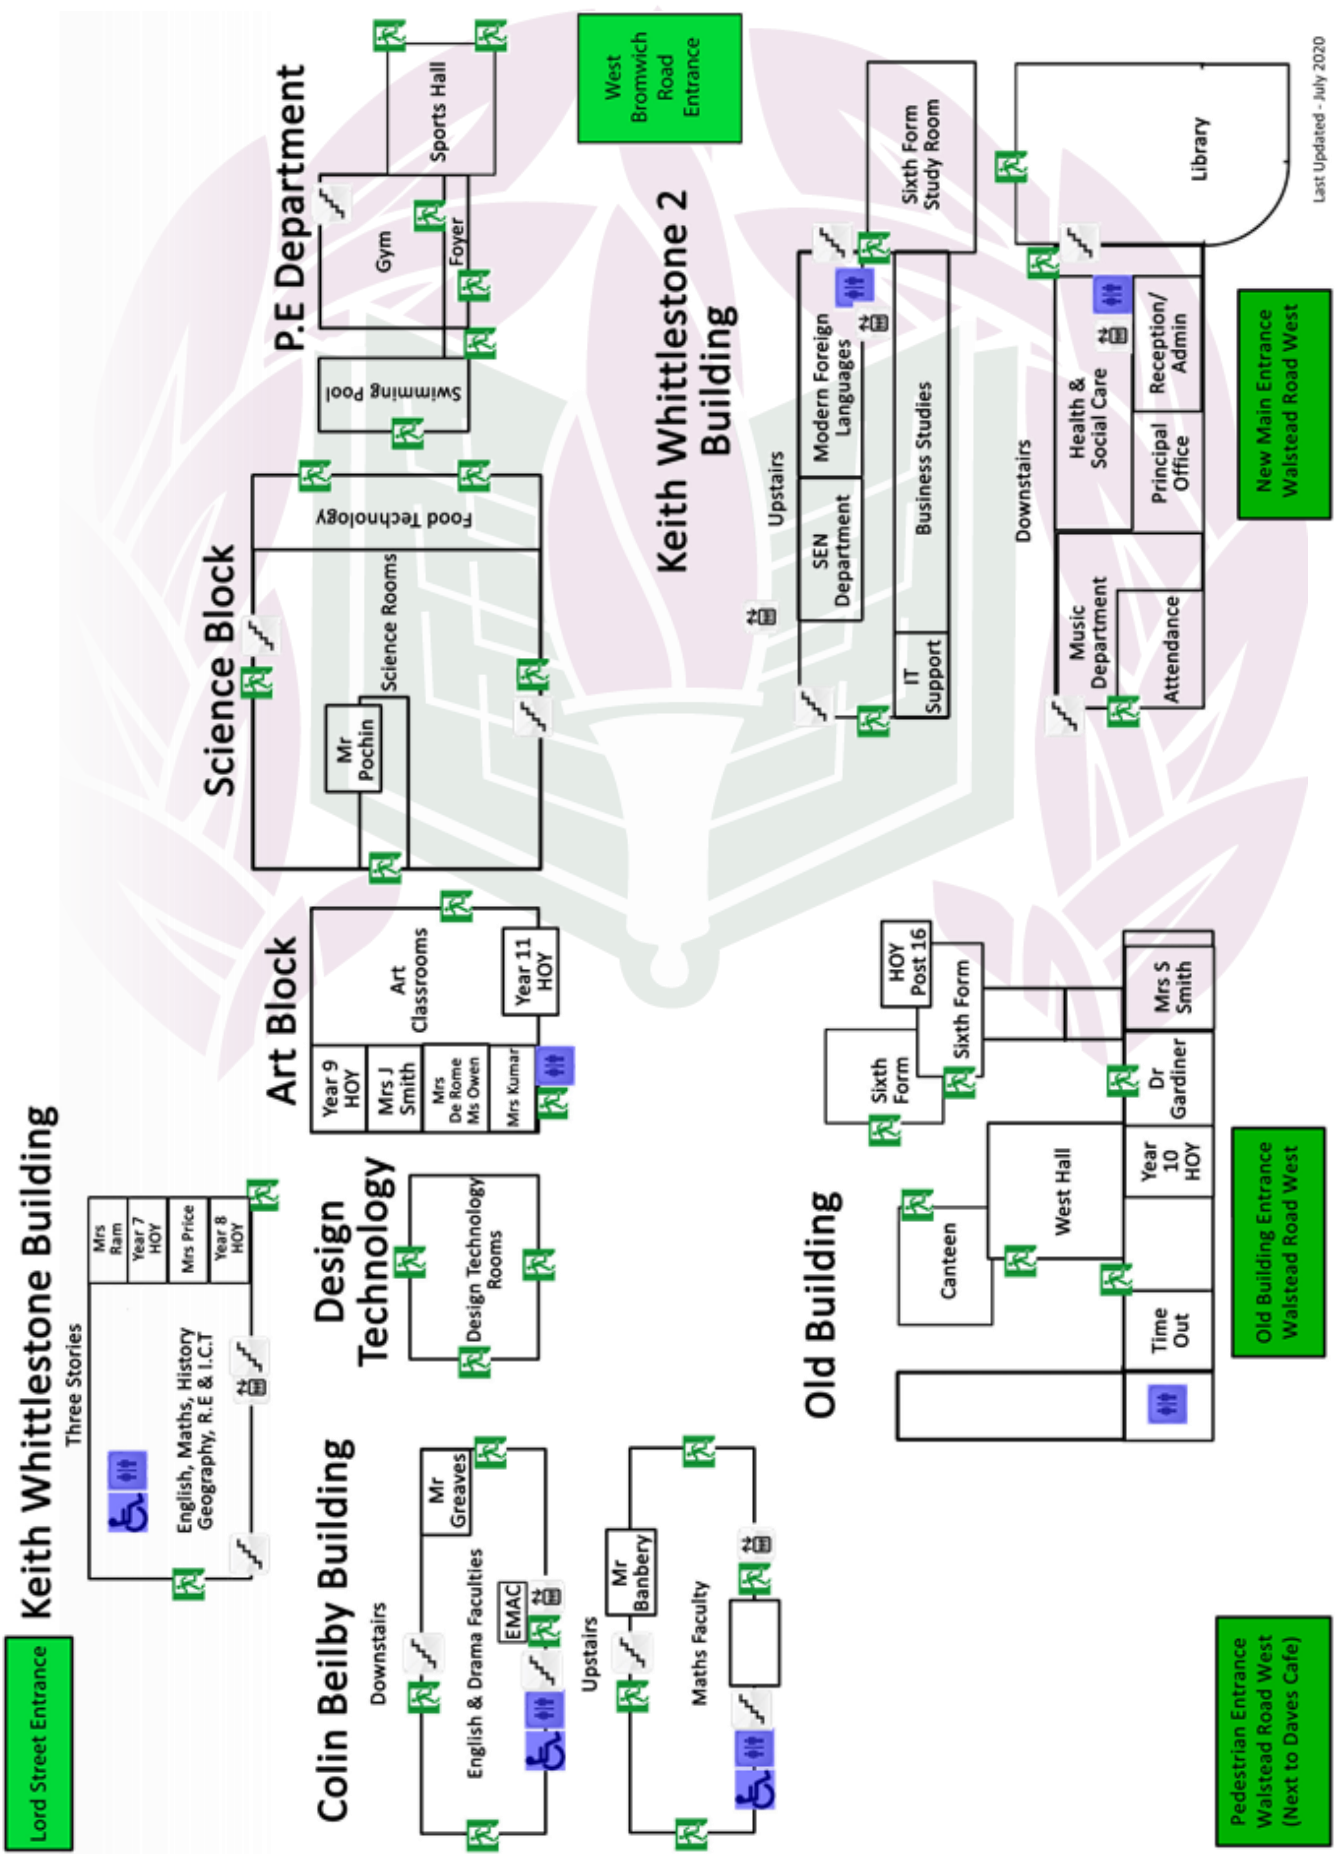 Lord Street Entrance
Keith Whittlestone Building
Three Stories
Mrs
Ram
Year 7
HOY
Mrs Price
Year 8
HOY
English, Maths, History
Geography, R.E & I.C.T
Colin Beilby Building
Downstairs
Mr
Greaves
English & Drama Faculties
EMAC
Upstairs
Mr
Banbery
Maths Faculty
Design
Technology
Design Technology
Rooms
Art Block
Year 9
HOY
Mrs J
Smith
Mrs
De Rome
Ms Owen
Mrs Kumar
Art
Classrooms
Year 11
HOY
Science Block
Mr
Pochin
Science Rooms
Food Technology
P.E Department
Swimming Pool
Gym
Foyer
Sports Hall
West
Bromwich
Road
Entrance
Keith Whittlestone 2
Building
Upstairs
SEN
Department
Modern Foreign
Languages
IT
Support
Business Studies
Sixth Form
Study Room
Downstairs
Music
Department
Attendance
Health &
Social Care
Principal
Office
Reception/
Admin
Library
Old Building
Canteen
West Hall
Sixth
Form
Sixth Form
HOY
Post 16
Time
Out
Year
10
HOY
Dr
Gardiner
Mrs S
Smith
Pedestrian Entrance
Walstead Road West
(Next to Daves Cafe)
Old Building Entrance
Walstead Road West
New Main Entrance
Walstead Road West
Last Updated - July 2020